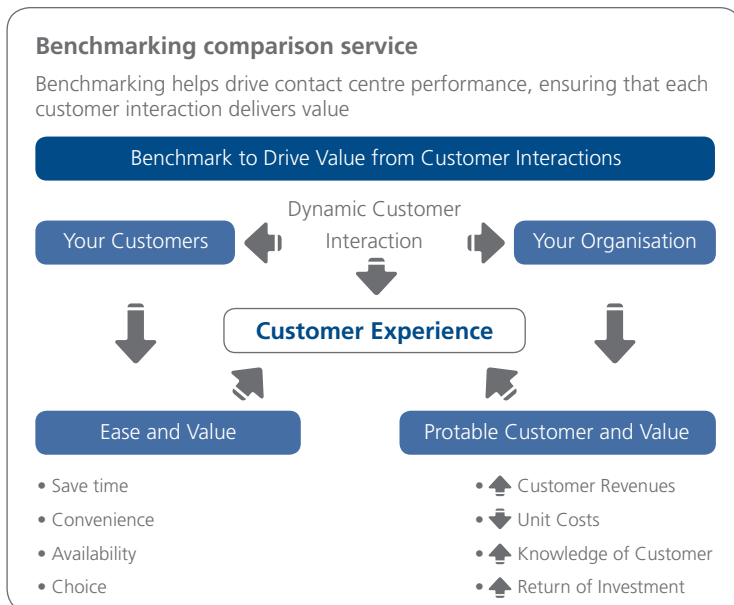 Benchmarking comparison service
Benchmarking helps drive contact centre performance, ensuring that each
customer interaction delivers value
Benchmark to Drive Value from Customer Interactions
Dynamic Customer
Interaction
Your Customers
Your Organisation
Customer Experience
Ease and Value
Protable Customer and Value
• Save time
• Convenience
• Availability
• Choice
• Customer Revenues
• Unit Costs
• Knowledge of Customer
• Return of Investment